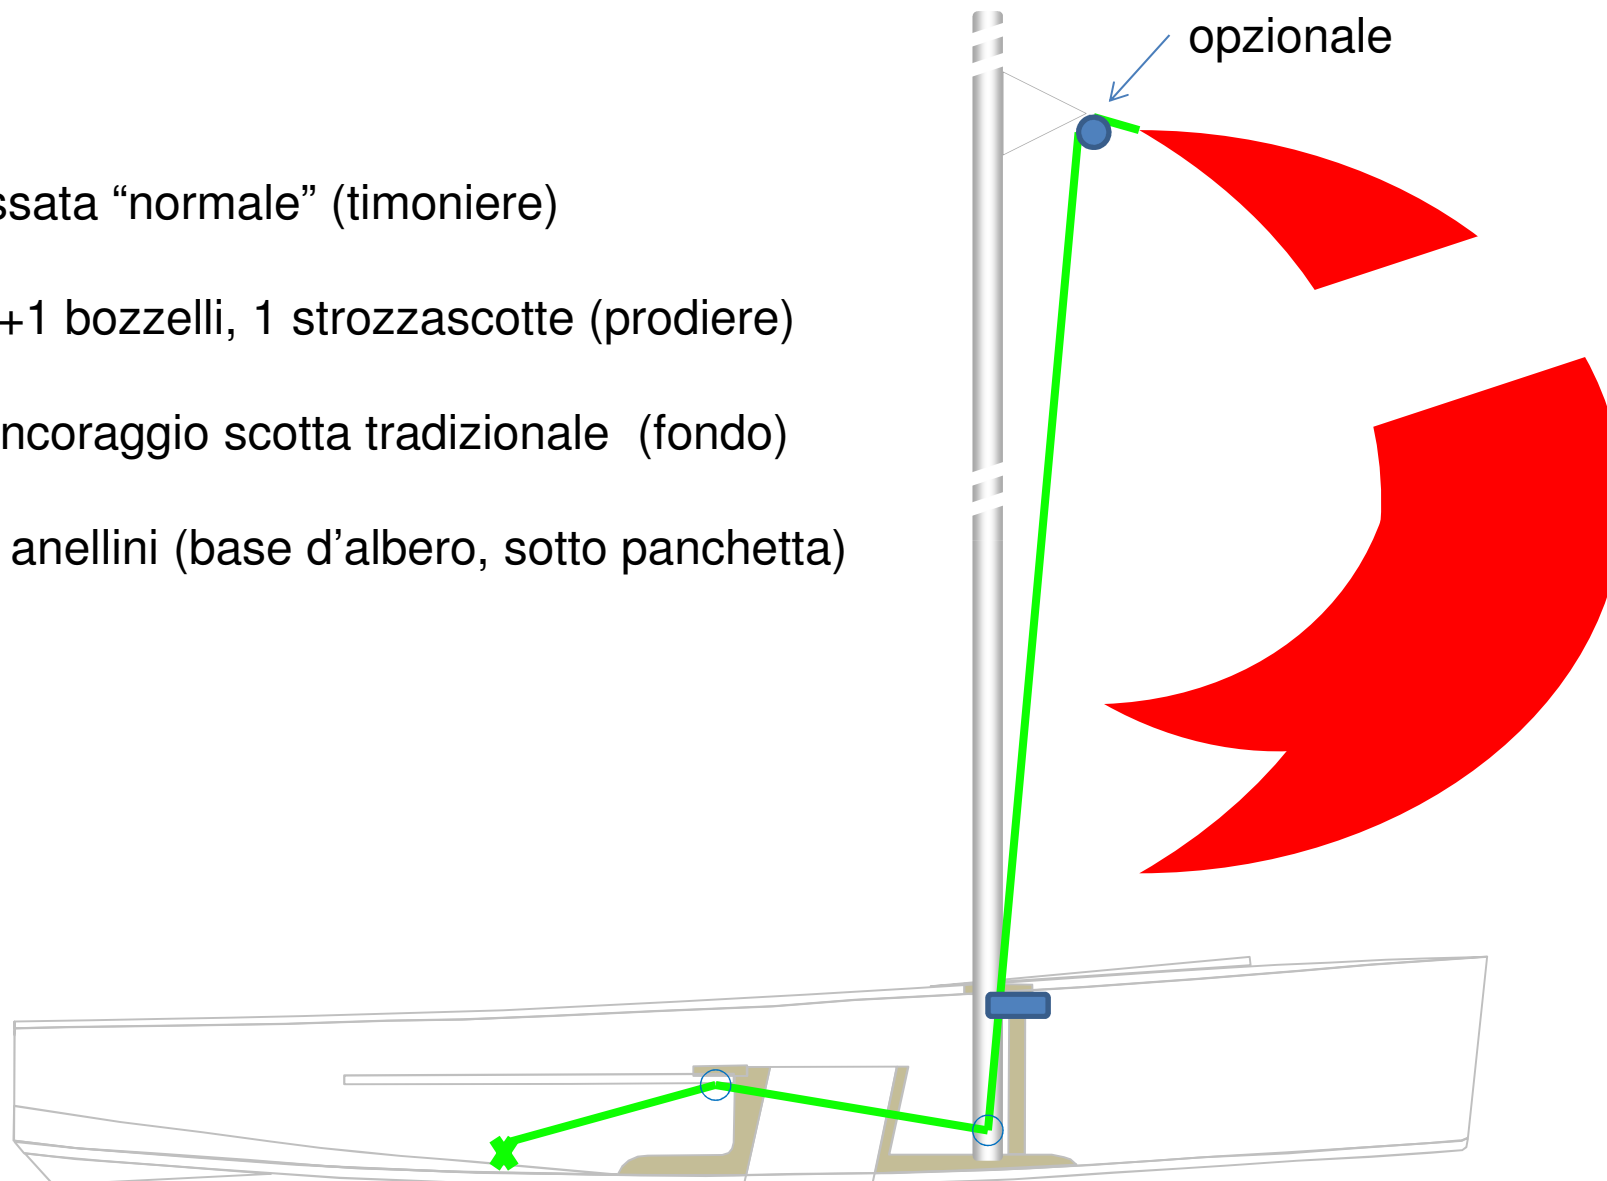 opzionale
ssata “normale” (timoniere)
+1 bozzelli, 1 strozzascotte (prodiere)
ncoraggio scotta tradizionale (fondo)
anellini (base d’albero, sotto panchetta)